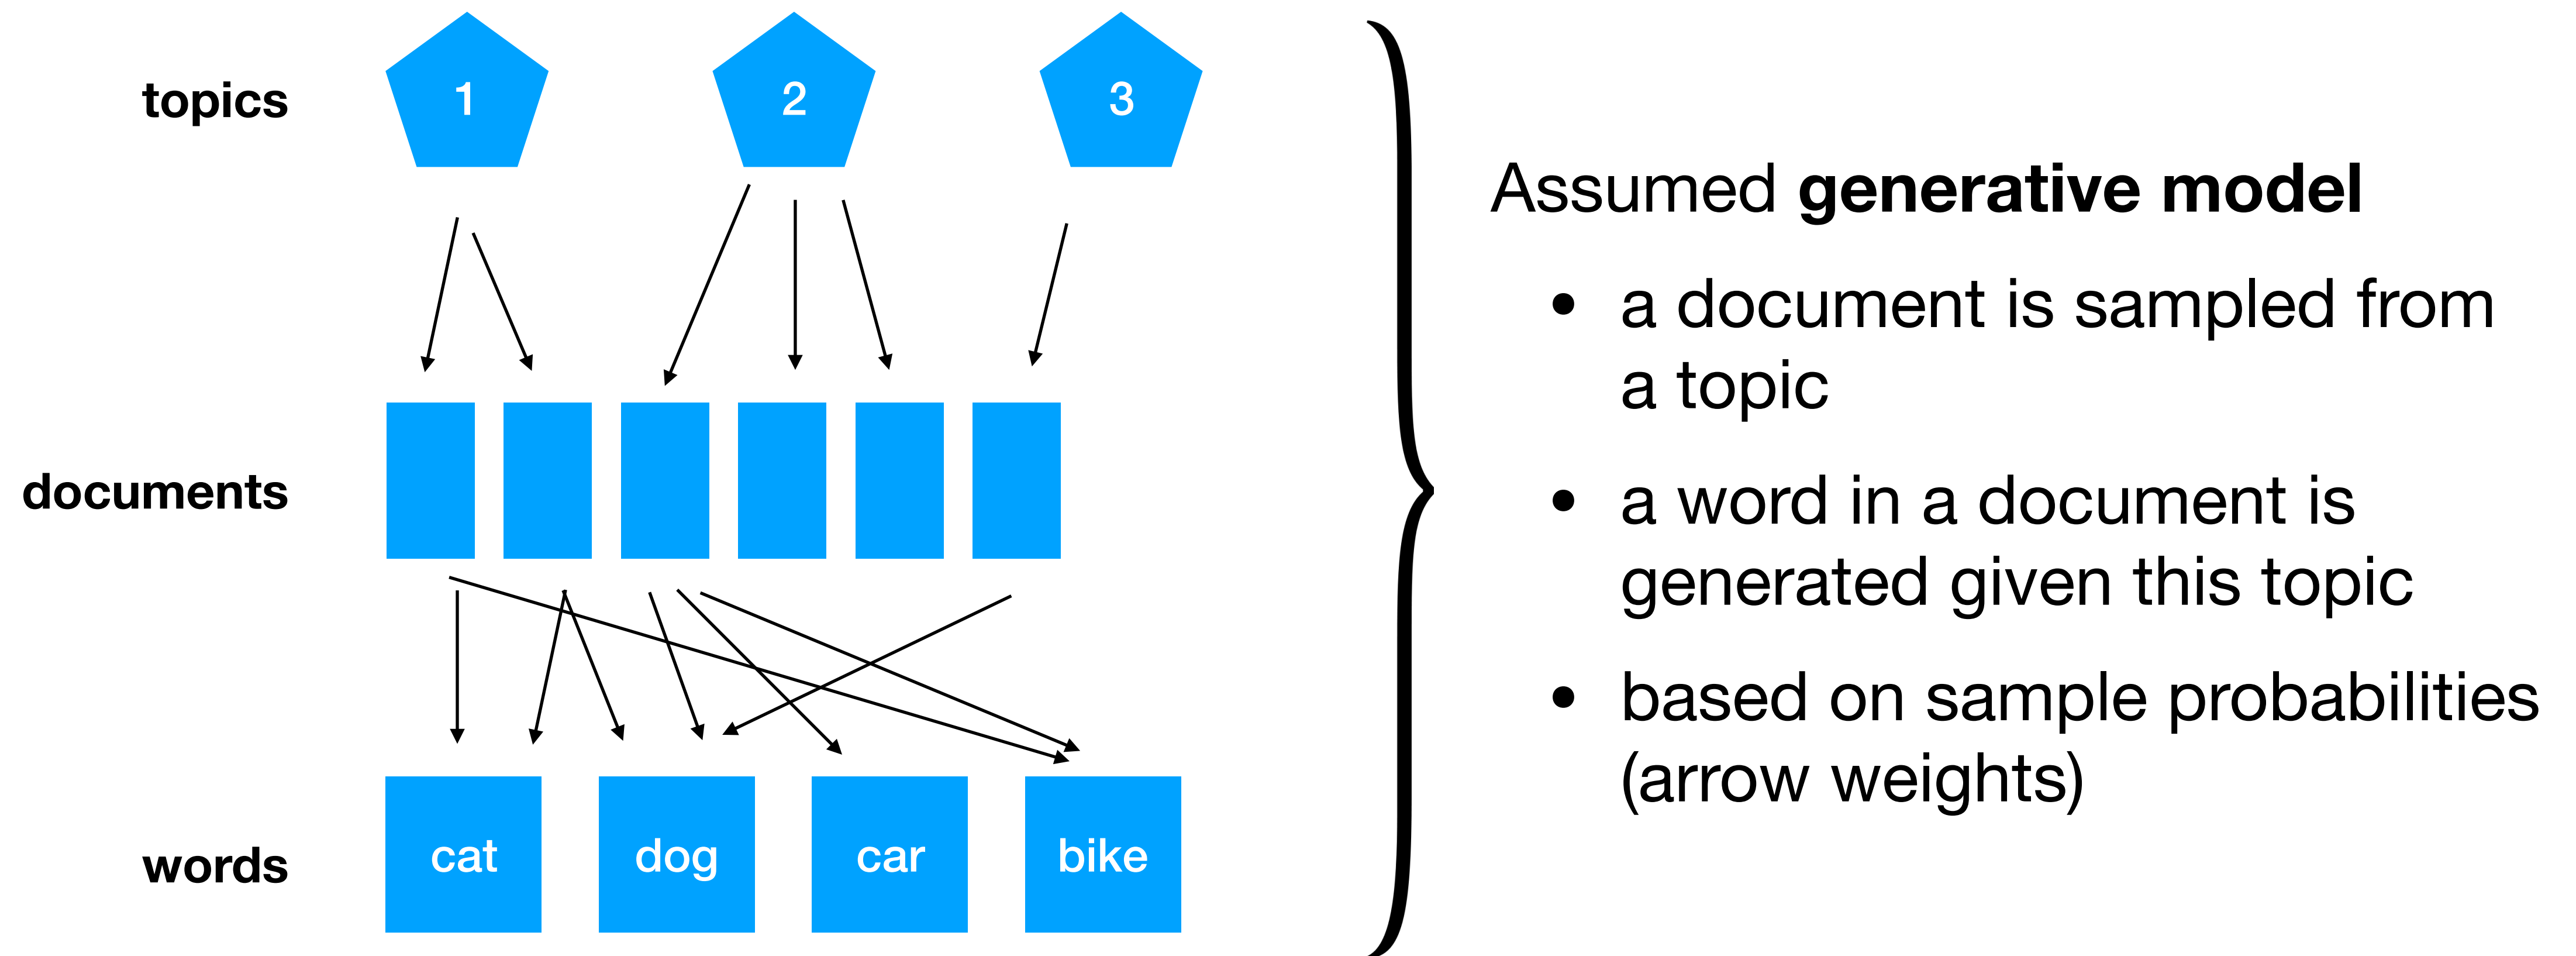 topics
1
2
3
documents
words
cat
dog
car
bike
Assumed generative model
• a document is sampled from
a topic
• a word in a document is
generated given this topic
• based on sample probabilities
(arrow weights)